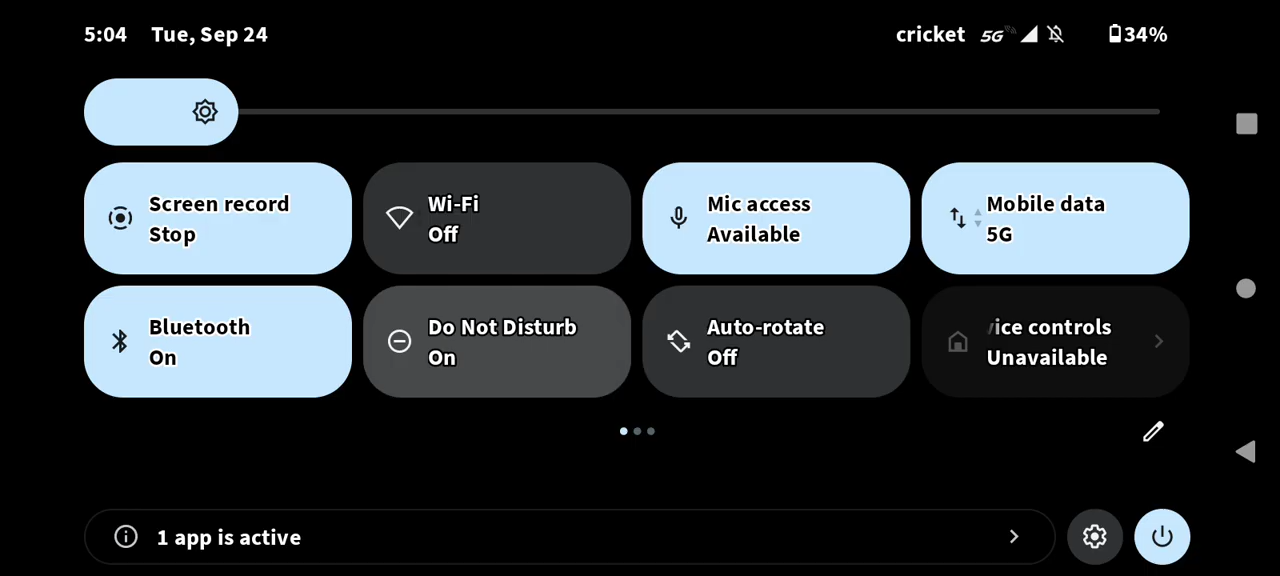 5:04 Tue, Sep 24
cricket 5G 34%
Screen record
Stop
Wi-Fi
Off
Mic access
Available
Mobile data
5G
Bluetooth
On
Do Not Disturb
On
Auto-rotate
Off
ice controls
Unavailable
1 app is active